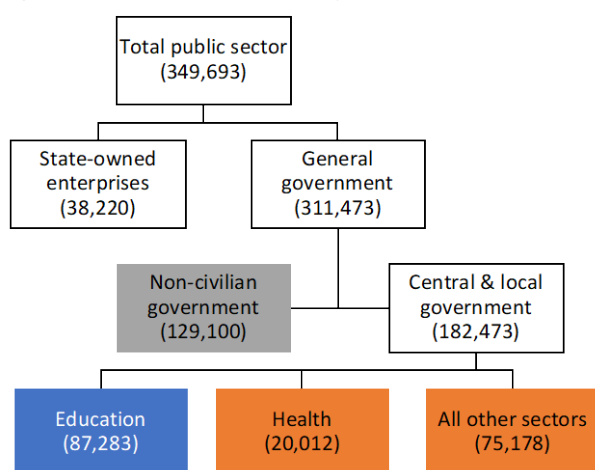 Total public sector
(349,693)
State-owned
enterprises
(38,220)
General
government
(311,473)
Non-civilian
government
(129,100)
Central & local
government
(182,473)
Education
(87,283)
Health
(20,012)
All other sectors
(75,178)